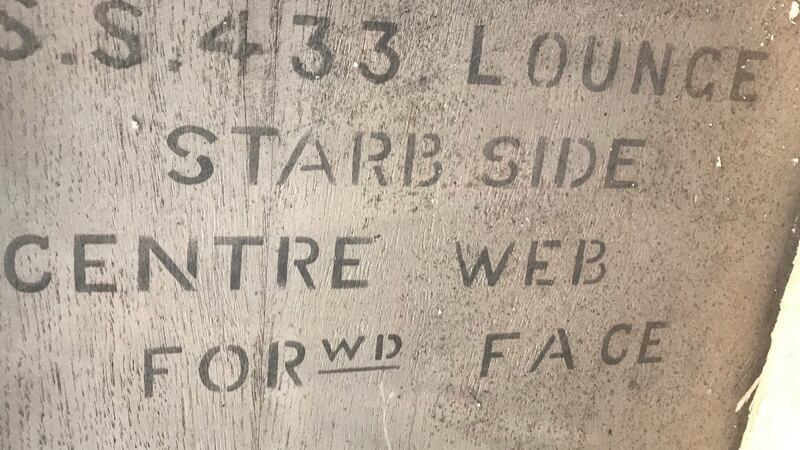 S.S.433. LOUNGE
STARB SIDE
CENTRE WEB
FORWD FACE